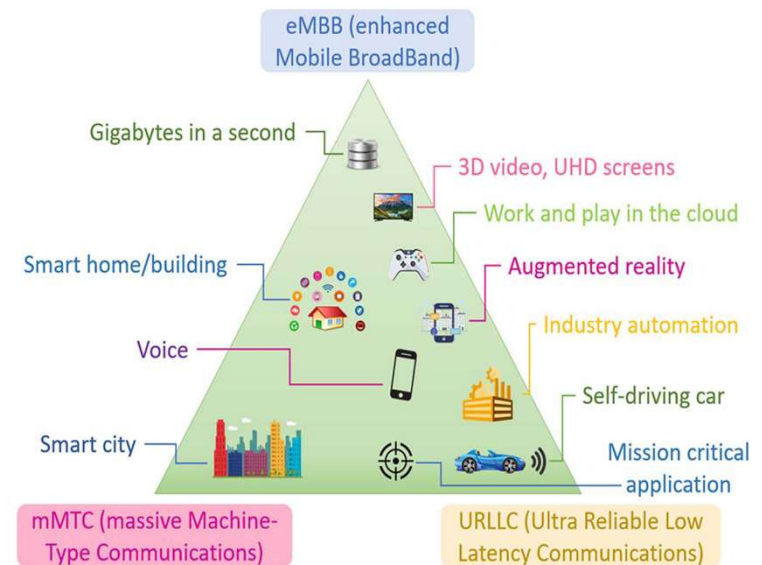 eMBB (enhanced
Mobile BroadBand)
Gigabytes in a second
3D video, UHD screens
Work and play in the cloud
Smart home/building
Augmented reality
Industry automation
Voice
Self-driving car
Smart city
Mission critical
application
mMTC (massive Machine-
Type Communications)
URLLC (Ultra Reliable Low
Latency Communications)